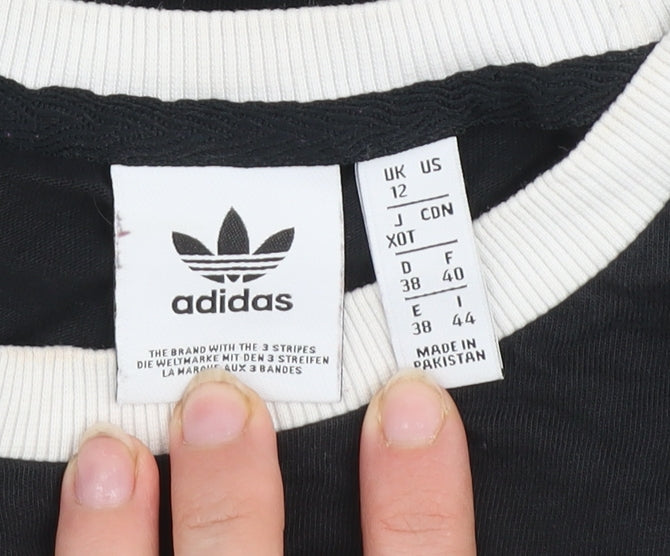 adidas
THE BRAND WITH THE 3 STRIPES
DIE WELTMARKE MIT DEN 3 STREIFEN
LA MARQUE AUX 3 BANDES
UK US
12
J CDN
XOT
D F
38 40
E I
38 44
MADE IN
PAKISTAN